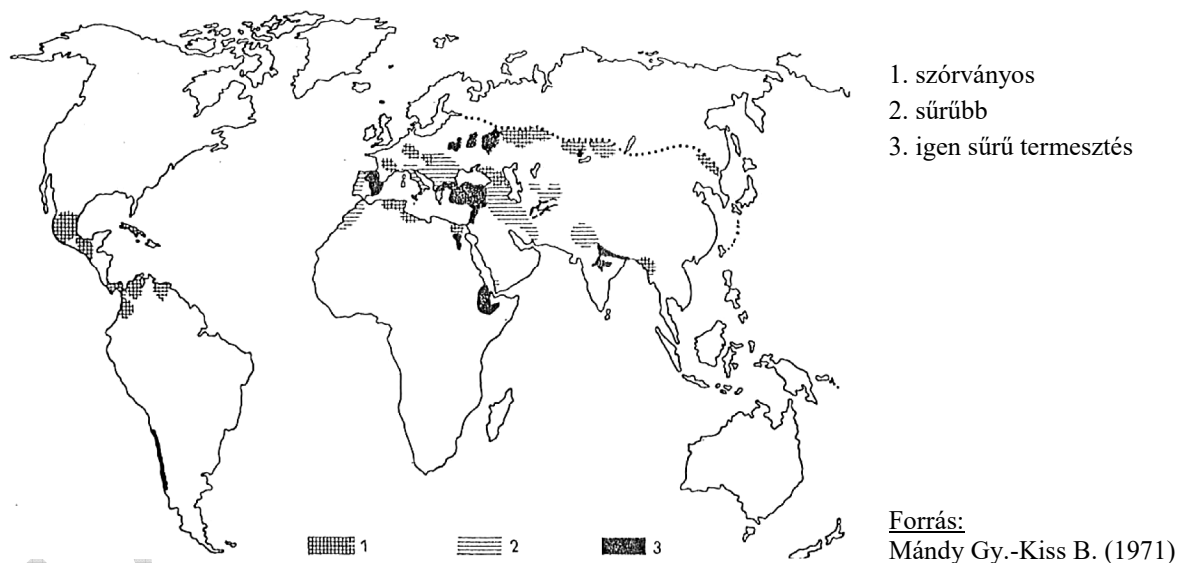 1. szórványos
2. sűrűbb
3. igen sűrű termesztés
1 2 3
Forrás:
Mándy Gy.-Kiss B. (1971)